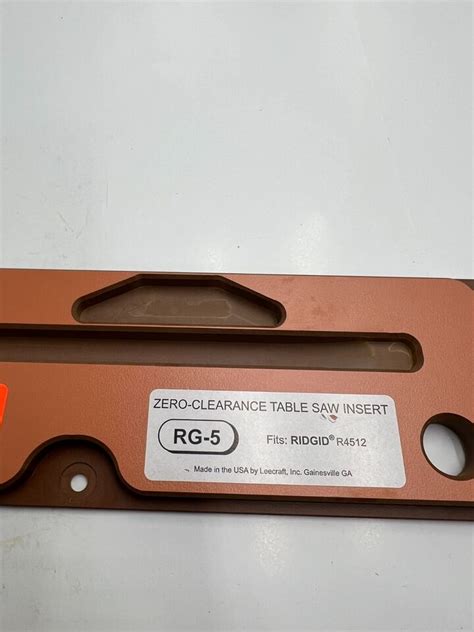 ZERO-CLEARANCE TABLE SAW INSERT
RG-5
Fits: RIDGID® R4512
Made in the USA by Leecraft, Inc. Gainesville GA